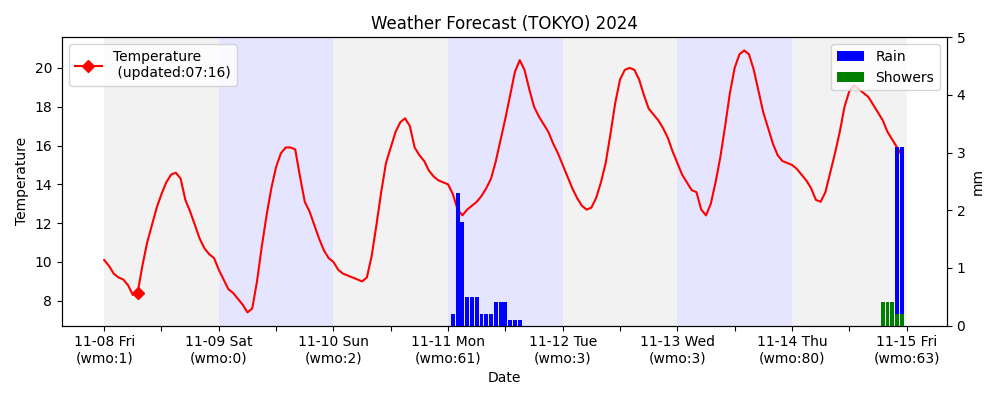 Weather Forecast (TOKYO) 2024
Temperature
(updated:07:16)
Rain
Showers
20
18
16
14
12
10
8
Temperature
5
4
3
2
1
0
mm
11-08 Fri
(wmo:1)
11-09 Sat
(wmo:0)
11-10 Sun
(wmo:2)
11-11 Mon
(wmo:61)
11-12 Tue
(wmo:3)
11-13 Wed
(wmo:3)
11-14 Thu
(wmo:80)
11-15 Fri
(wmo:63)
Date